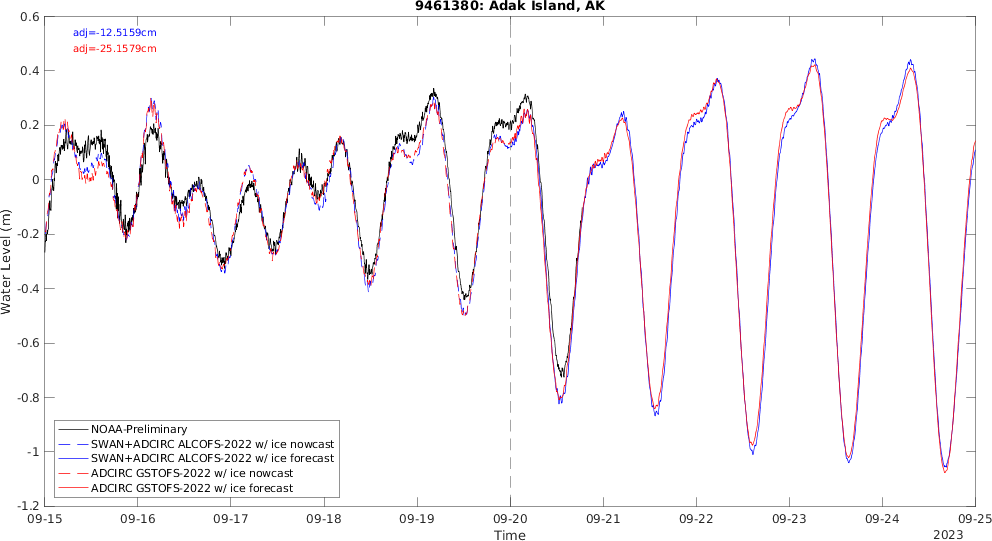 9461380: Adak Island, AK
adj=-12.5159cm
adj=-25.1579cm
0.6
0.4
0.2
0
-0.2
-0.4
-0.6
-0.8
-1
-1.2
Water Level (m)
NOAA-Preliminary
SWAN+ADCIRC ALCOFS-2022 w/ ice nowcast
SWAN+ADCIRC ALCOFS-2022 w/ ice forecast
ADCIRC GSTOFS-2022 w/ ice nowcast
ADCIRC GSTOFS-2022 w/ ice forecast
09-15 09-16 09-17 09-18 09-19 09-20 09-21 09-22 09-23 09-24 09-25
Time
2023